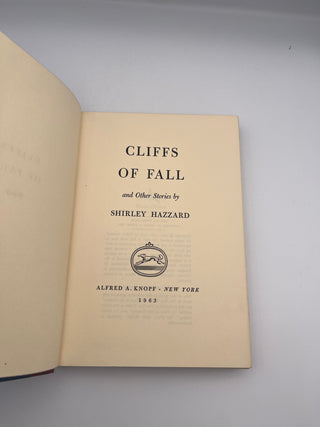 CLIFFS
OF FALL
and Other Stories by
SHIRLEY HAZZARD
ALFRED A. KNOPF · NEW YORK
1963